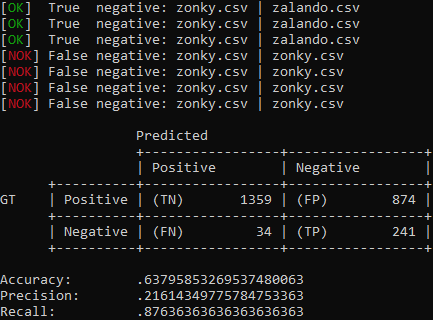 [OK] True  negative: zonky.csv | zalando.csv
[OK] True  negative: zonky.csv | zalando.csv
[OK] True  negative: zonky.csv | zalando.csv
[NOK] False negative: zonky.csv | zonky.csv
[NOK] False negative: zonky.csv | zonky.csv
[NOK] False negative: zonky.csv | zonky.csv
[NOK] False negative: zonky.csv | zonky.csv
Predicted
| Positive | Negative |
GT | Positive | (TN) 1359 | (FP) 874 |
| Negative | (FN) 34 | (TP) 241 |
Accuracy: .63795853269537480063
Precision: .21614349775784753363
Recall: .87636363636363636363